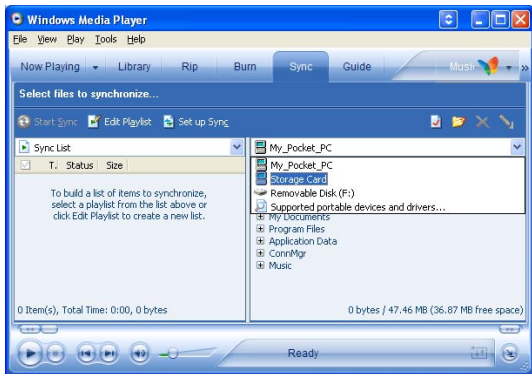 Windows Media Player
File View Play Tools Help
Now Playing Library Rip Burn Sync Guide Music
Select files to synchronize...
Start Sync Edit Playlist Set up Sync
Sync List
My_Pocket_PC
T. Status Size
My_Pocket_PC
Storage Card
Removable Disk (F:)
Supported portable devices and drivers...
To build a list of items to synchronize,
select a playlist from the list above or
click Edit Playlist to create a new list.
My Documents
Program Files
Application Data
ConnMgr
Music
0 Item(s), Total Time: 0:00, 0 bytes
0 bytes / 47.46 MB (36.87 MB free space)
Ready